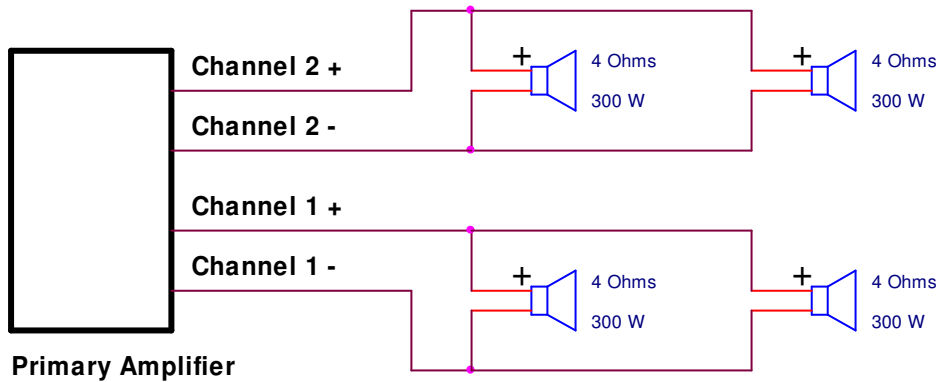 Channel 2 +
+
4 Ohms
300 W
+
4 Ohms
300 W
Channel 2 -
Channel 1 +
Channel 1 -
+
4 Ohms
300 W
+
4 Ohms
300 W
Primary Amplifier